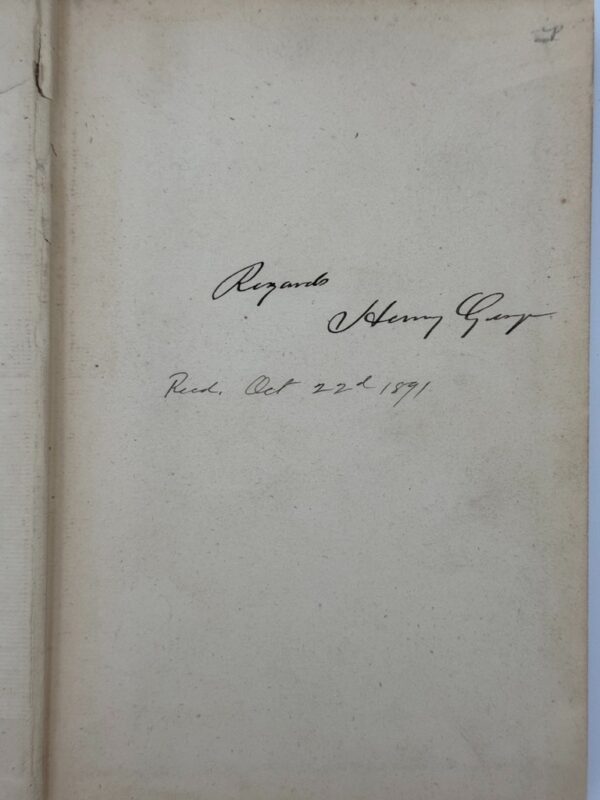 Regards
Henry George
Recd. Oct 22d 1891